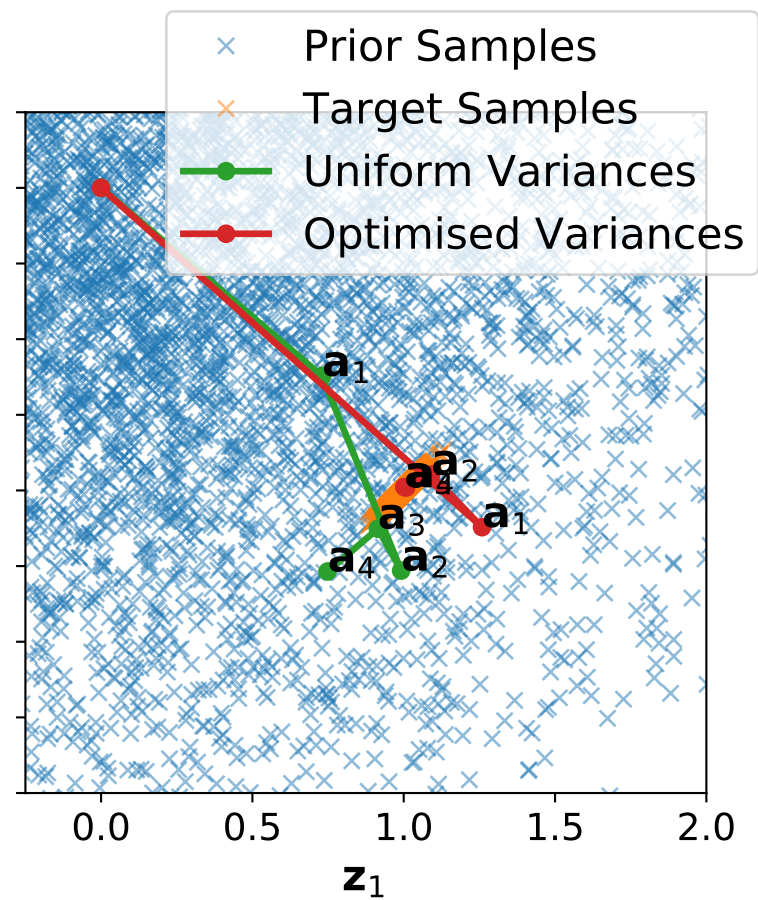 Prior Samples
Target Samples
Uniform Variances
Optimised Variances
a₁
a₂
a₁
a₃
a₄
a₂
0.0 0.5 1.0 1.5 2.0
z₁